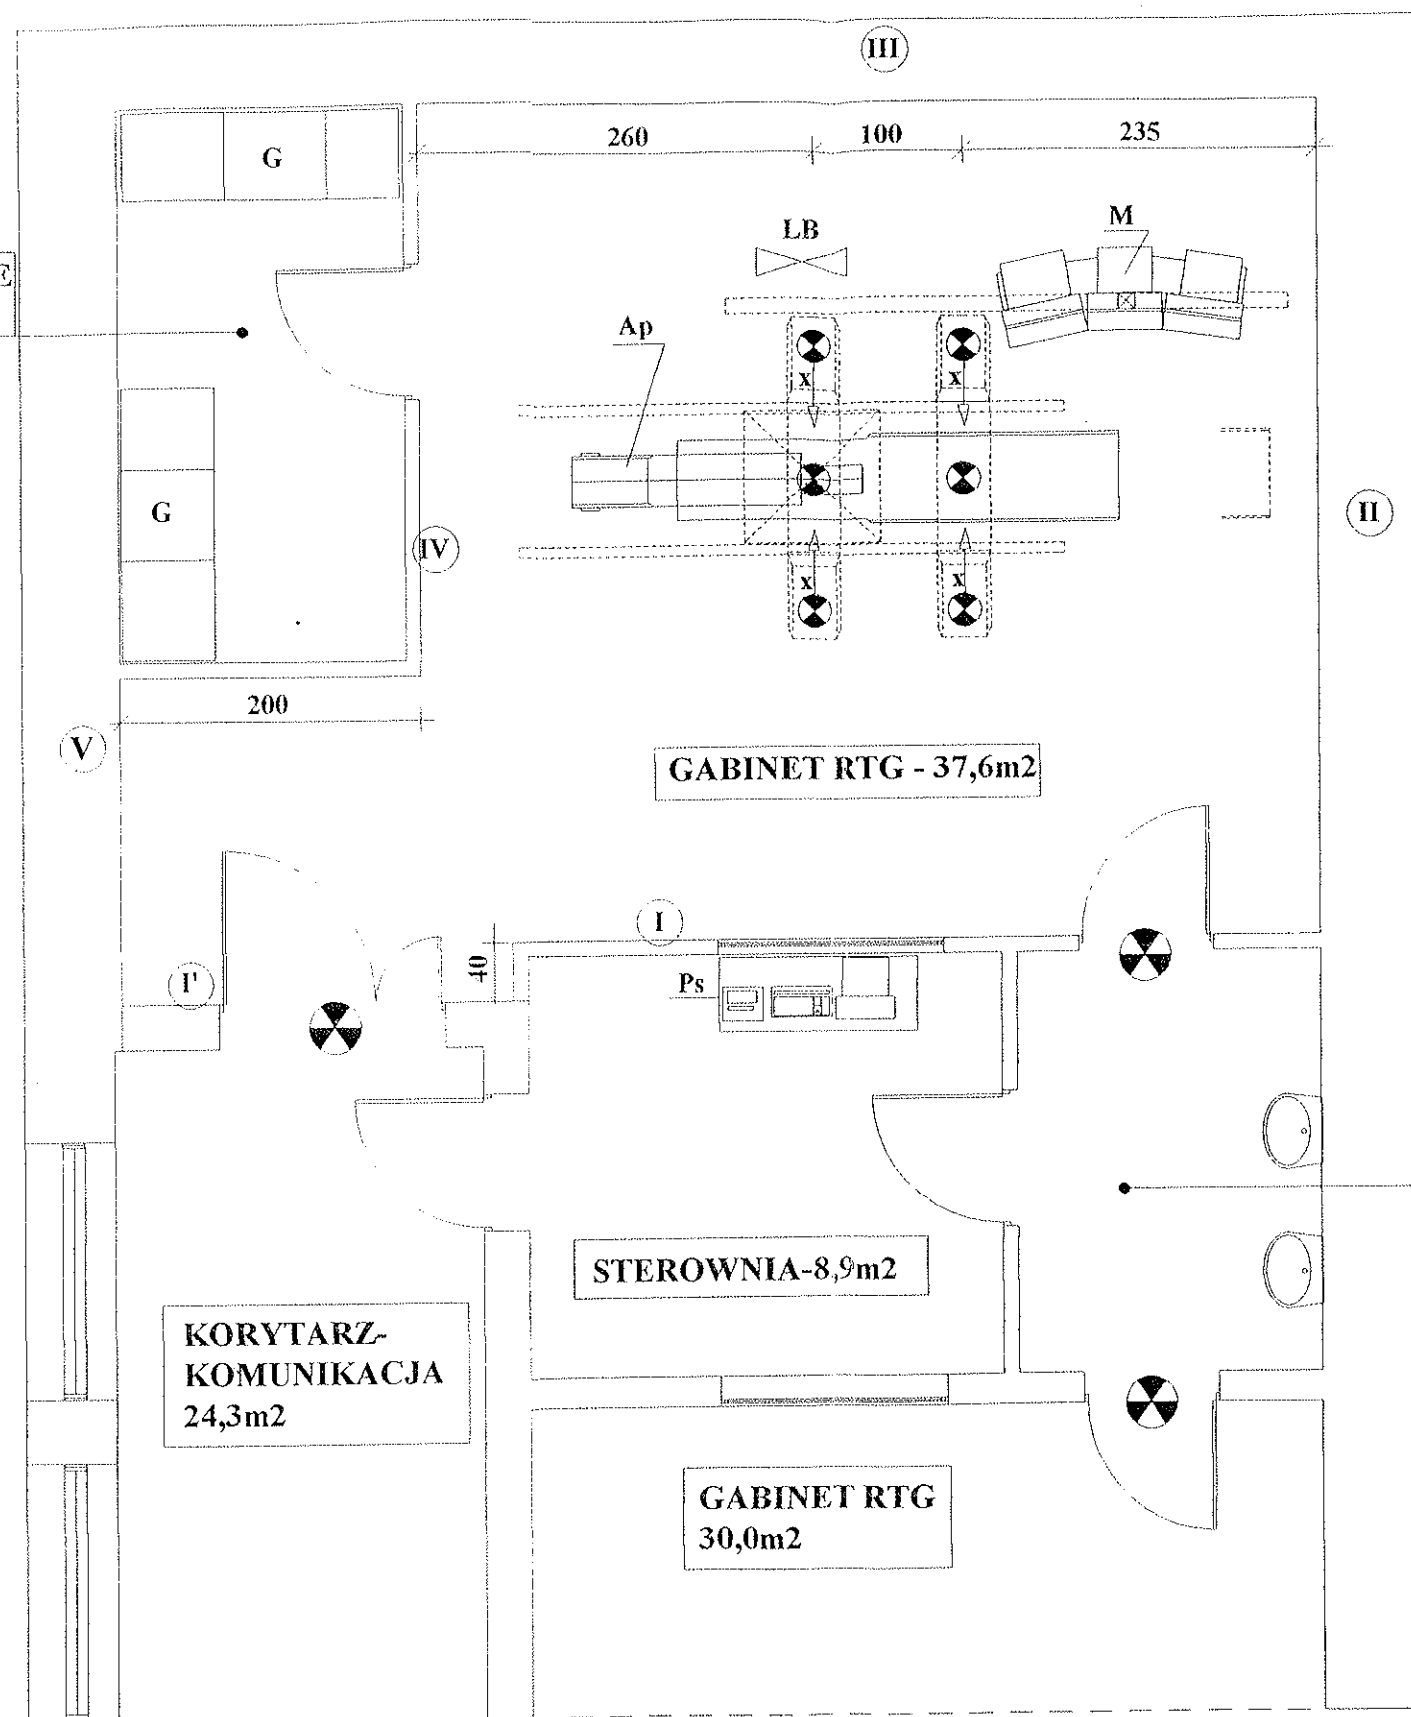 III
260
100
235
G
LB
M
E
Ap
x
x
G
IV
II
x
x
200
V
GABINET RTG - 37,6m2
I
40
I'
Ps
STEROWNIA-8,9m2
KORYTARZ-
KOMUNIKACJA
24,3m2
GABINET RTG
30,0m2